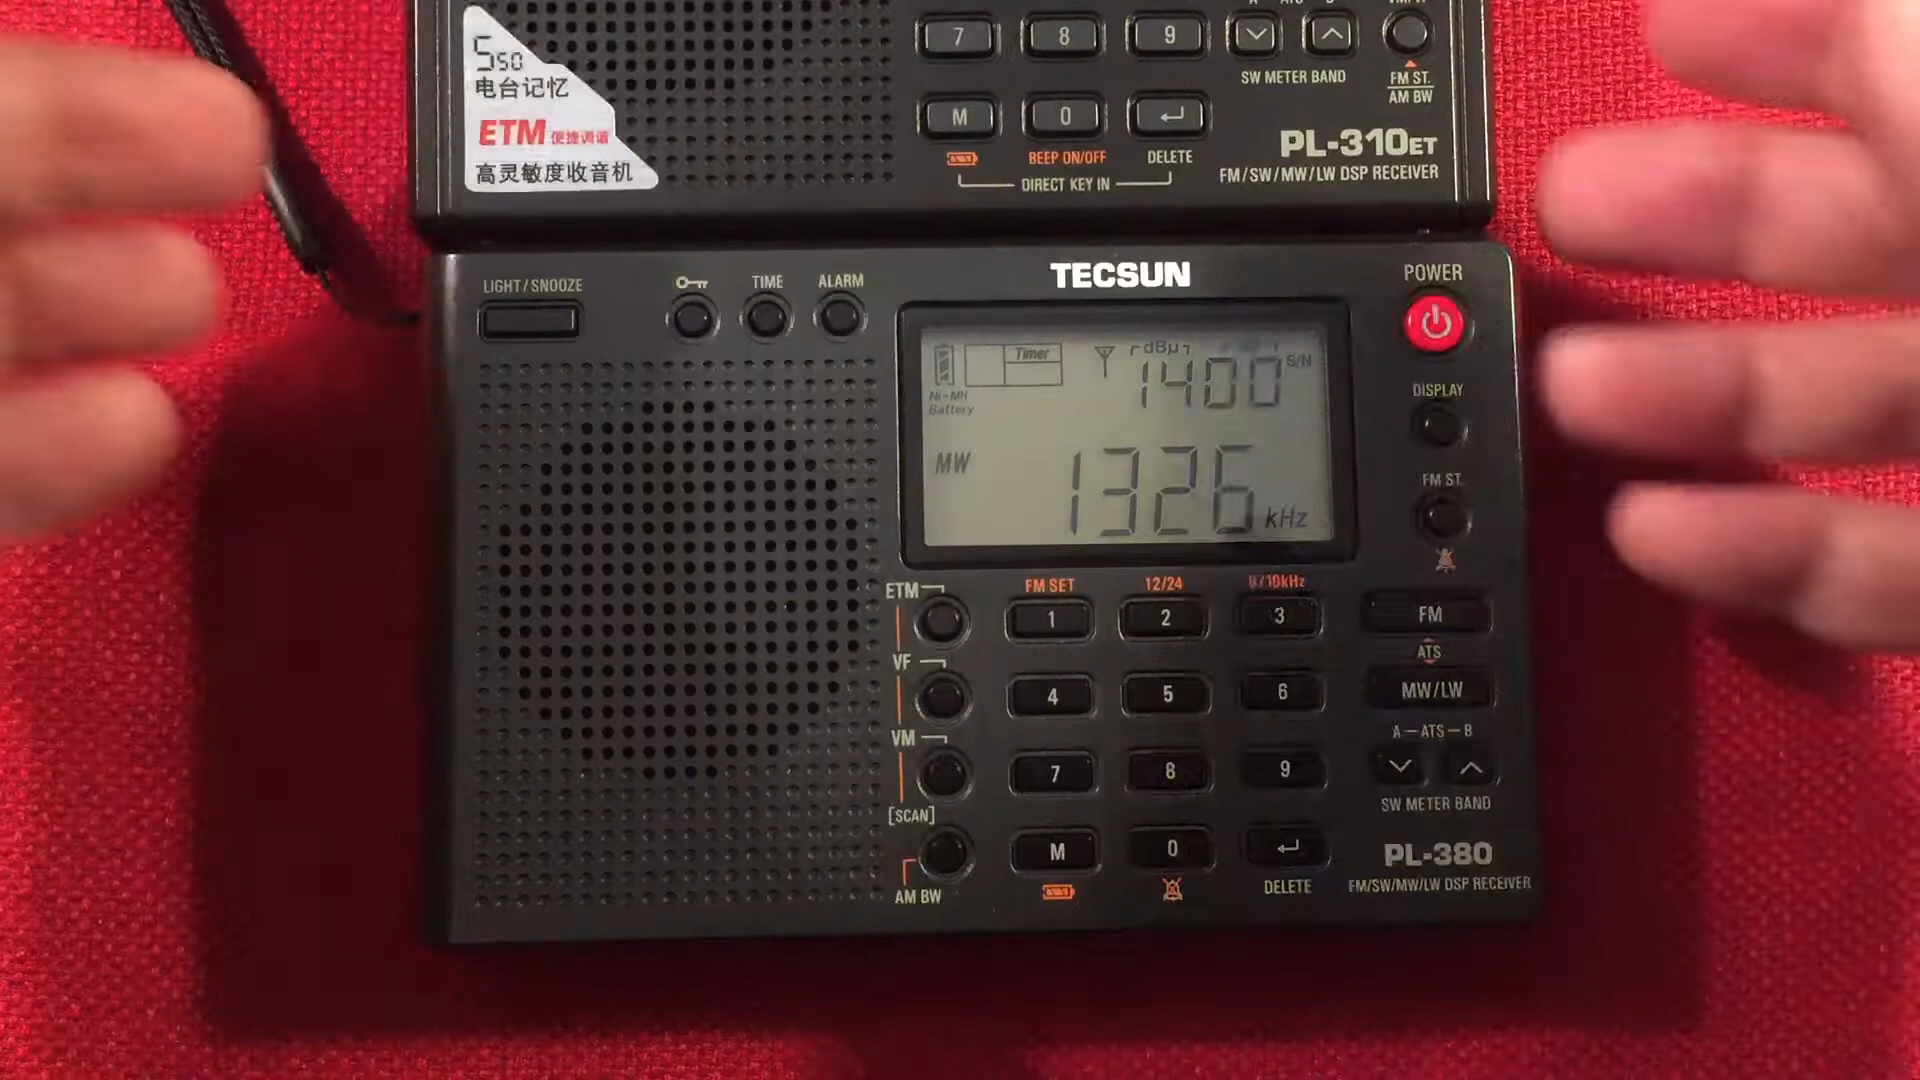 S50
电台记忆
ETM 便捷调谐
高灵敏度收音机
7 8 9
SW METER BAND
FM ST.
AM BW
M 0
BEEP ON/OFF DELETE
DIRECT KEY IN
PL-310ET
FM/SW/MW/LW DSP RECEIVER
LIGHT/SNOOZE TIME ALARM
TECSUN
POWER
Timer
dBµ
1400 S/N
Ni-MH
Battery
MW
1326 kHz
DISPLAY
FM ST.
ETM
FM SET 12/24 9/10kHz
1 2 3
FM
ATS
VF
4 5 6
MW/LW
A-ATS-B
VM
7 8 9
SW METER BAND
[SCAN]
M 0
AM BW
DELETE
PL-380
FM/SW/MW/LW DSP RECEIVER